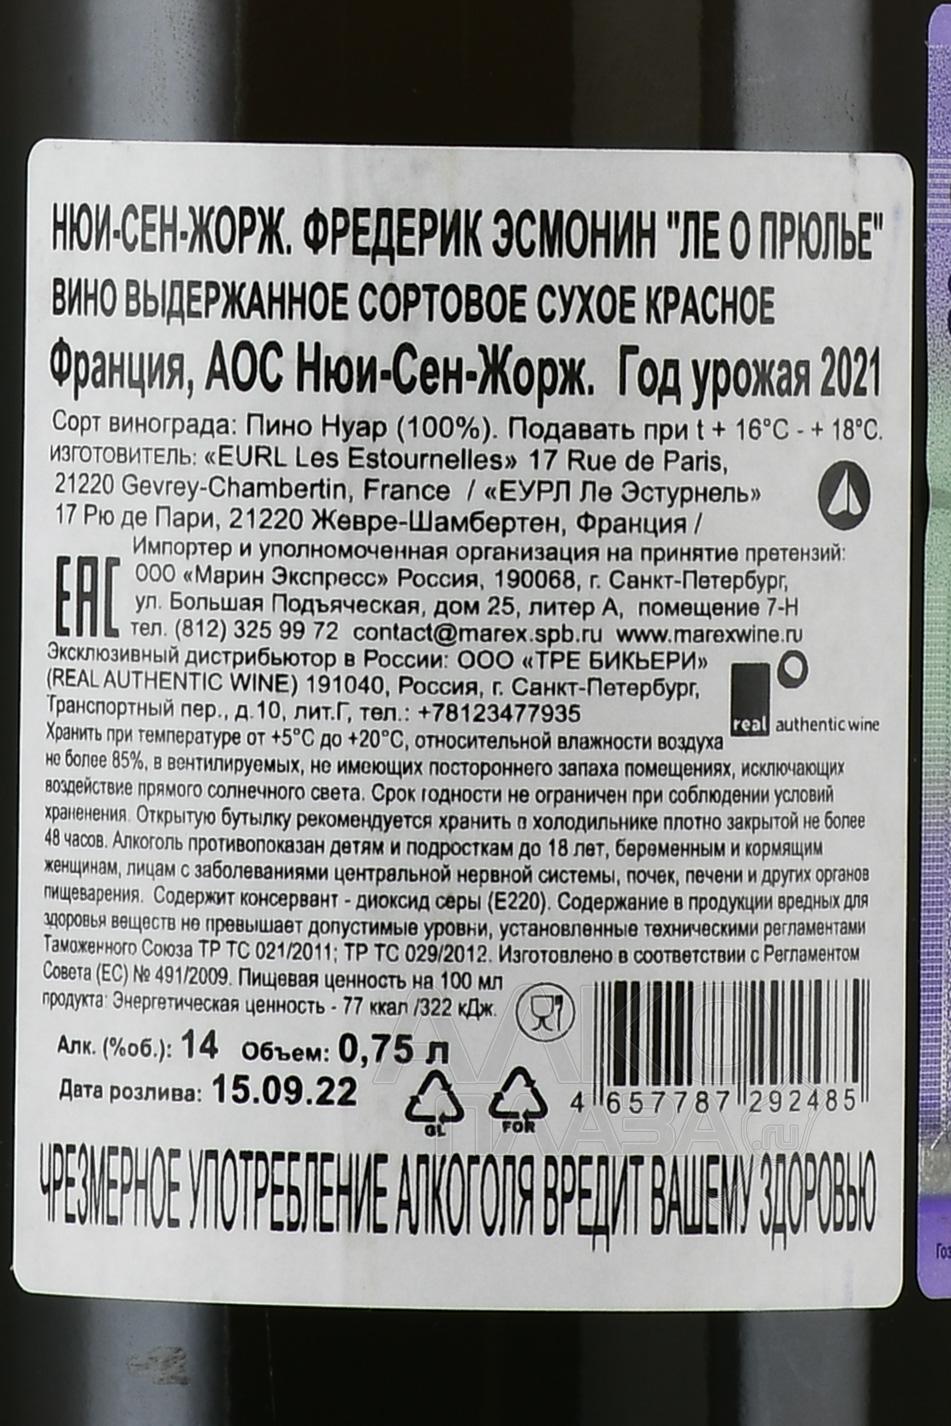 НЮИ-СЕН-ЖОРЖ. ФРЕДЕРИК ЭСМОНИН "ЛЕ О ПРЮЛЬЕ"
ВИНО ВЫДЕРЖАННОЕ СОРТОВОЕ СУХОЕ КРАСНОЕ
Франция, АОС Нюи-Сен-Жорж. Год урожая 2021
Сорт винограда: Пино Нуар (100%). Подавать при t + 16°С - + 18°С.
ИЗГОТОВИТЕЛЬ: «EURL Les Estournelles» 17 Rue de Paris,
21220 Gevrey-Chambertin, France / «ЕУРЛ Ле Эстурнель»
17 Рю де Пари, 21220 Жевре-Шамбертен, Франция /
Импортер и уполномоченная организация на принятие претензий:
ООО «Марин Экспресс» Россия, 190068, г. Санкт-Петербург,
ул. Большая Подъяческая, дом 25, литер А, помещение 7-Н
тел. (812) 325 99 72 contact@marex.spb.ru www.marexwine.ru
EAC
Эксклюзивный дистрибьютор в России: ООО «ТРЕ БИКЬЕРИ»
(REAL AUTHENTIC WINE) 191040, Россия, г. Санкт-Петербург,
Транспортный пер., д.10, лит.Г, тел.: +78123477935
real authentic wine
Хранить при температуре от +5°С до +20°С, относительной влажности воздуха
не более 85%, в вентилируемых, не имеющих постороннего запаха помещениях, исключающих
воздействие прямого солнечного света. Срок годности не ограничен при соблюдении условий
хранения. Открытую бутылку рекомендуется хранить в холодильнике плотно закрытой не более
48 часов. Алкоголь противопоказан детям и подросткам до 18 лет, беременным и кормящим
женщинам, лицам с заболеваниями центральной нервной системы, почек, печени и других органов
пищеварения. Содержит консервант - диоксид серы (Е220). Содержание в продукции вредных для
здоровья веществ не превышает допустимые уровни, установленные техническими регламентами
Таможенного Союза ТР ТС 021/2011; ТР ТС 029/2012. Изготовлено в соответствии с Регламентом
Совета (ЕС) № 491/2009. Пищевая ценность на 100 мл
продукта: Энергетическая ценность - 77 ккал /322 кДж.
Алк. (%об.): 14 Объем: 0,75 л
Дата розлива: 15.09.22
GL FOR
4 657787 292485
АЛКО
ПЛАЗА.ru
ЧРЕЗМЕРНОЕ УПОТРЕБЛЕНИЕ АЛКОГОЛЯ ВРЕДИТ ВАШЕМУ ЗДОРОВЬЮ